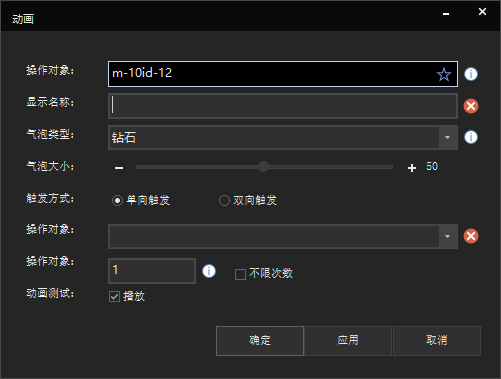 动画
操作对象: m-10id-12
显示名称:
气泡类型: 钻石
气泡大小: 50
触发方式: 单向触发 双向触发
操作对象:
操作对象: 1 不限次数
动画测试: 播放
确定 应用 取消